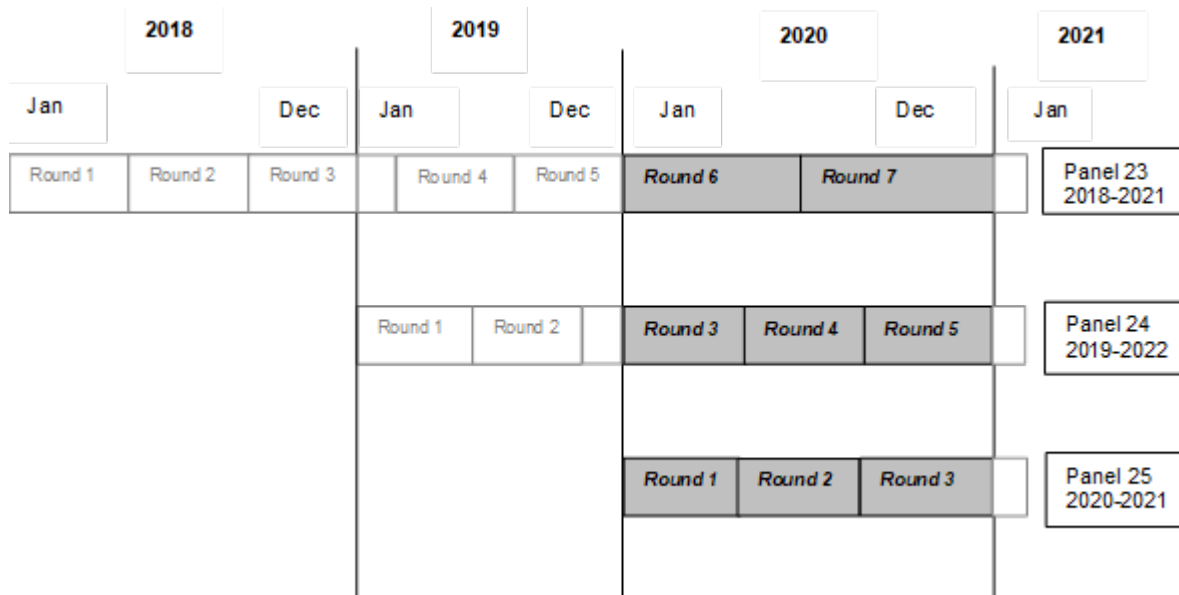 2018 2019 2020 2021
Jan Dec Jan Dec Jan Dec Jan
Round 1 Round 2 Round 3 Round 4 Round 5 Round 6 Round 7 Panel 23
2018-2021
Round 1 Round 2 Round 3 Round 4 Round 5 Panel 24
2019-2022
Round 1 Round 2 Round 3 Panel 25
2020-2021